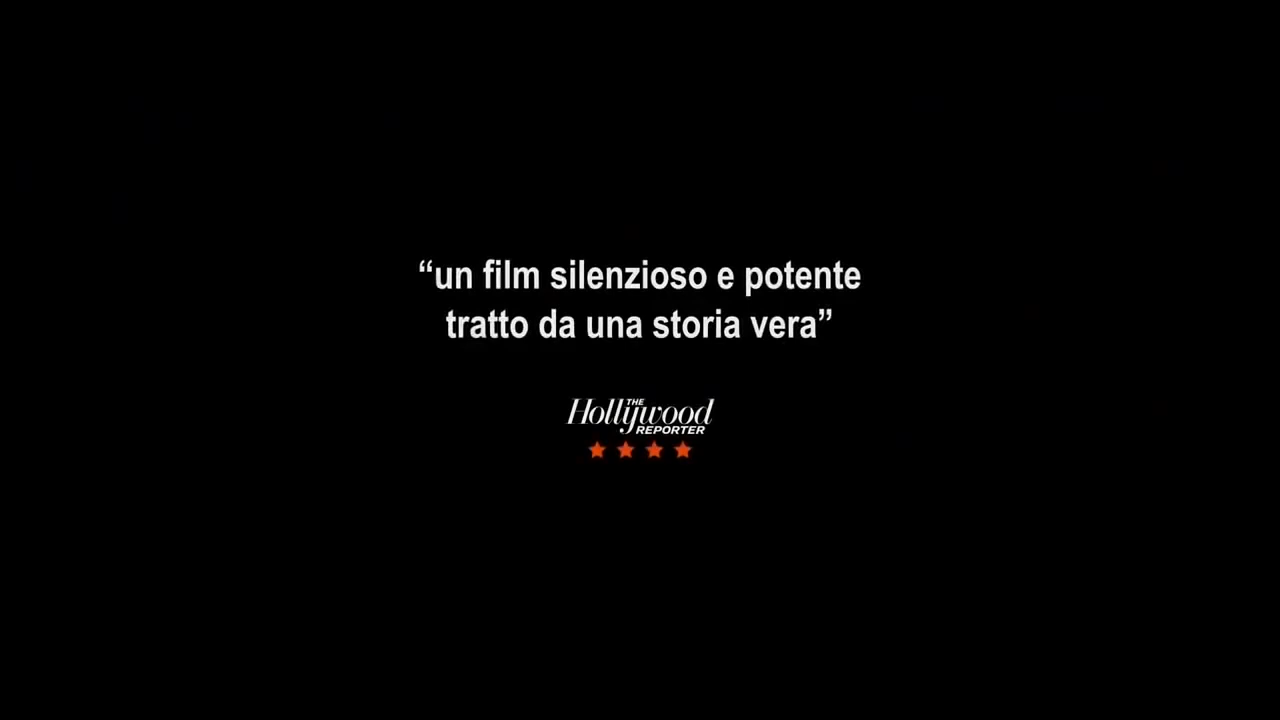 “un film silenzioso e potente
tratto da una storia vera”
THE
Hollywood
REPORTER